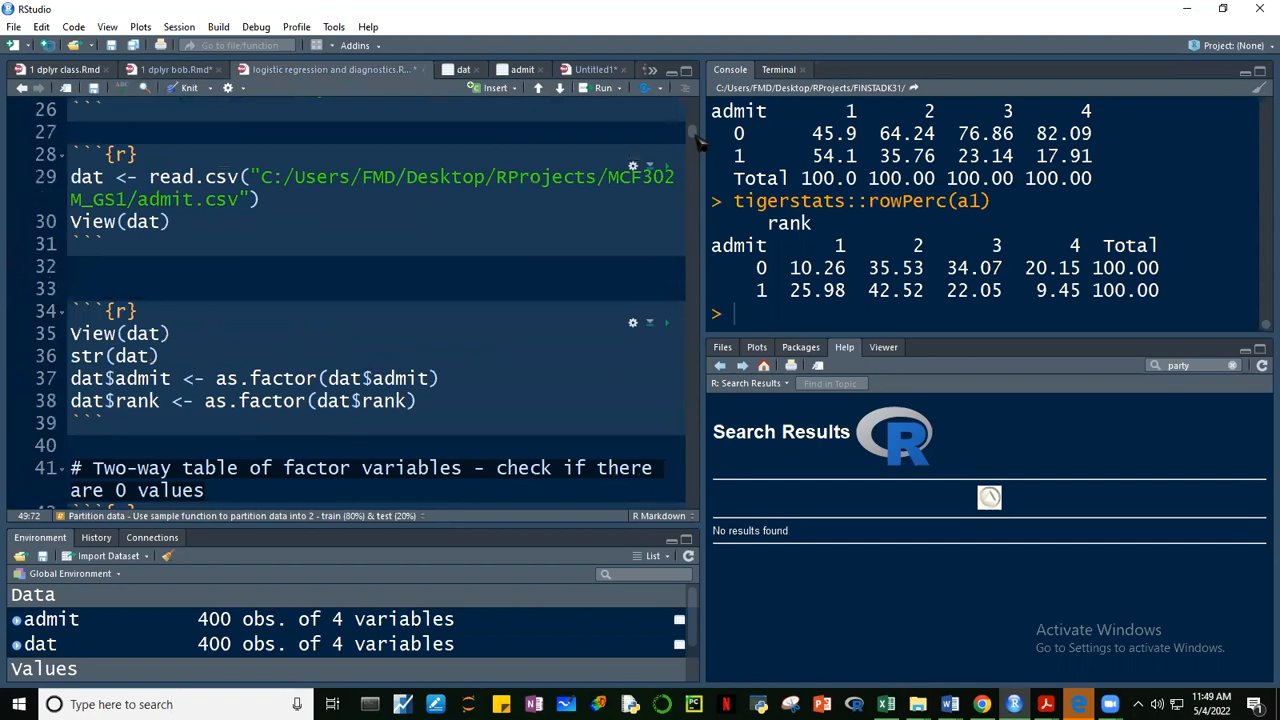 RStudio
File Edit Code View Plots Session Build Debug Profile Tools Help
Go to file/function Addins Project: (None)
1 dplyr class.Rmd 1 dplyr bob.Rmd* logistic regression and diagnostics.R... dat admit Untitled1*
Knit Insert Run
26 ```
27
28 ```{r}
29 dat <- read.csv("C:/Users/FMD/Desktop/RProjects/MCF302
M_GS1/admit.csv")
30 View(dat)
31 ```
32
33
34 ```{r}
35 View(dat)
36 str(dat)
37 dat$admit <- as.factor(dat$admit)
38 dat$rank <- as.factor(dat$rank)
39 ```
40
41 # Two-way table of factor variables - check if there
are 0 values
49:72 Partition data - Use sample function to partition data into 2 - train (80%) & test (20%) R Markdown
Environment History Connections
Import Dataset List
Global Environment
Data
admit 400 obs. of 4 variables
dat 400 obs. of 4 variables
Values
Console Terminal
C:/Users/FMD/Desktop/RProjects/FINSTADK31/
admit 1 2 3 4
0 45.9 64.24 76.86 82.09
1 54.1 35.76 23.14 17.91
Total 100.0 100.00 100.00 100.00
> tigerstats::rowPerc(a1)
rank
admit 1 2 3 4 Total
0 10.26 35.53 34.07 20.15 100.00
1 25.98 42.52 22.05 9.45 100.00
>
Files Plots Packages Help Viewer
party
R: Search Results Find in Topic
Search Results R
No results found
Activate Windows
Go to Settings to activate Windows.
Type here to search
11:49 AM
5/4/2022